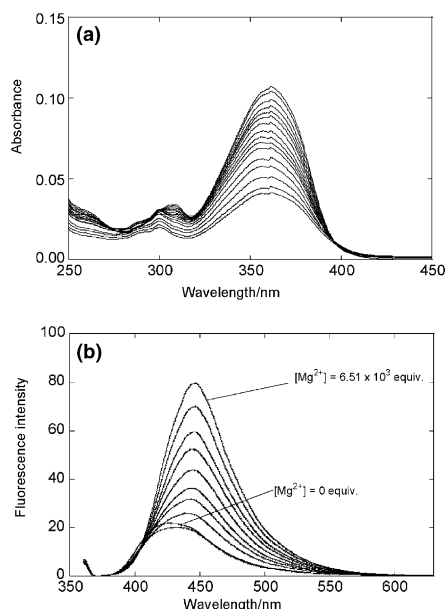 (a)
Absorbance
0.15
0.10
0.05
0.00
250
300
350
400
450
Wavelength/nm
(b)
Fluorescence intensity
100
80
60
40
20
0
[Mg2+] = 6.51 x 10³ equiv.
[Mg2+] = 0 equiv.
350
400
450
500
550
600
Wavelength/nm